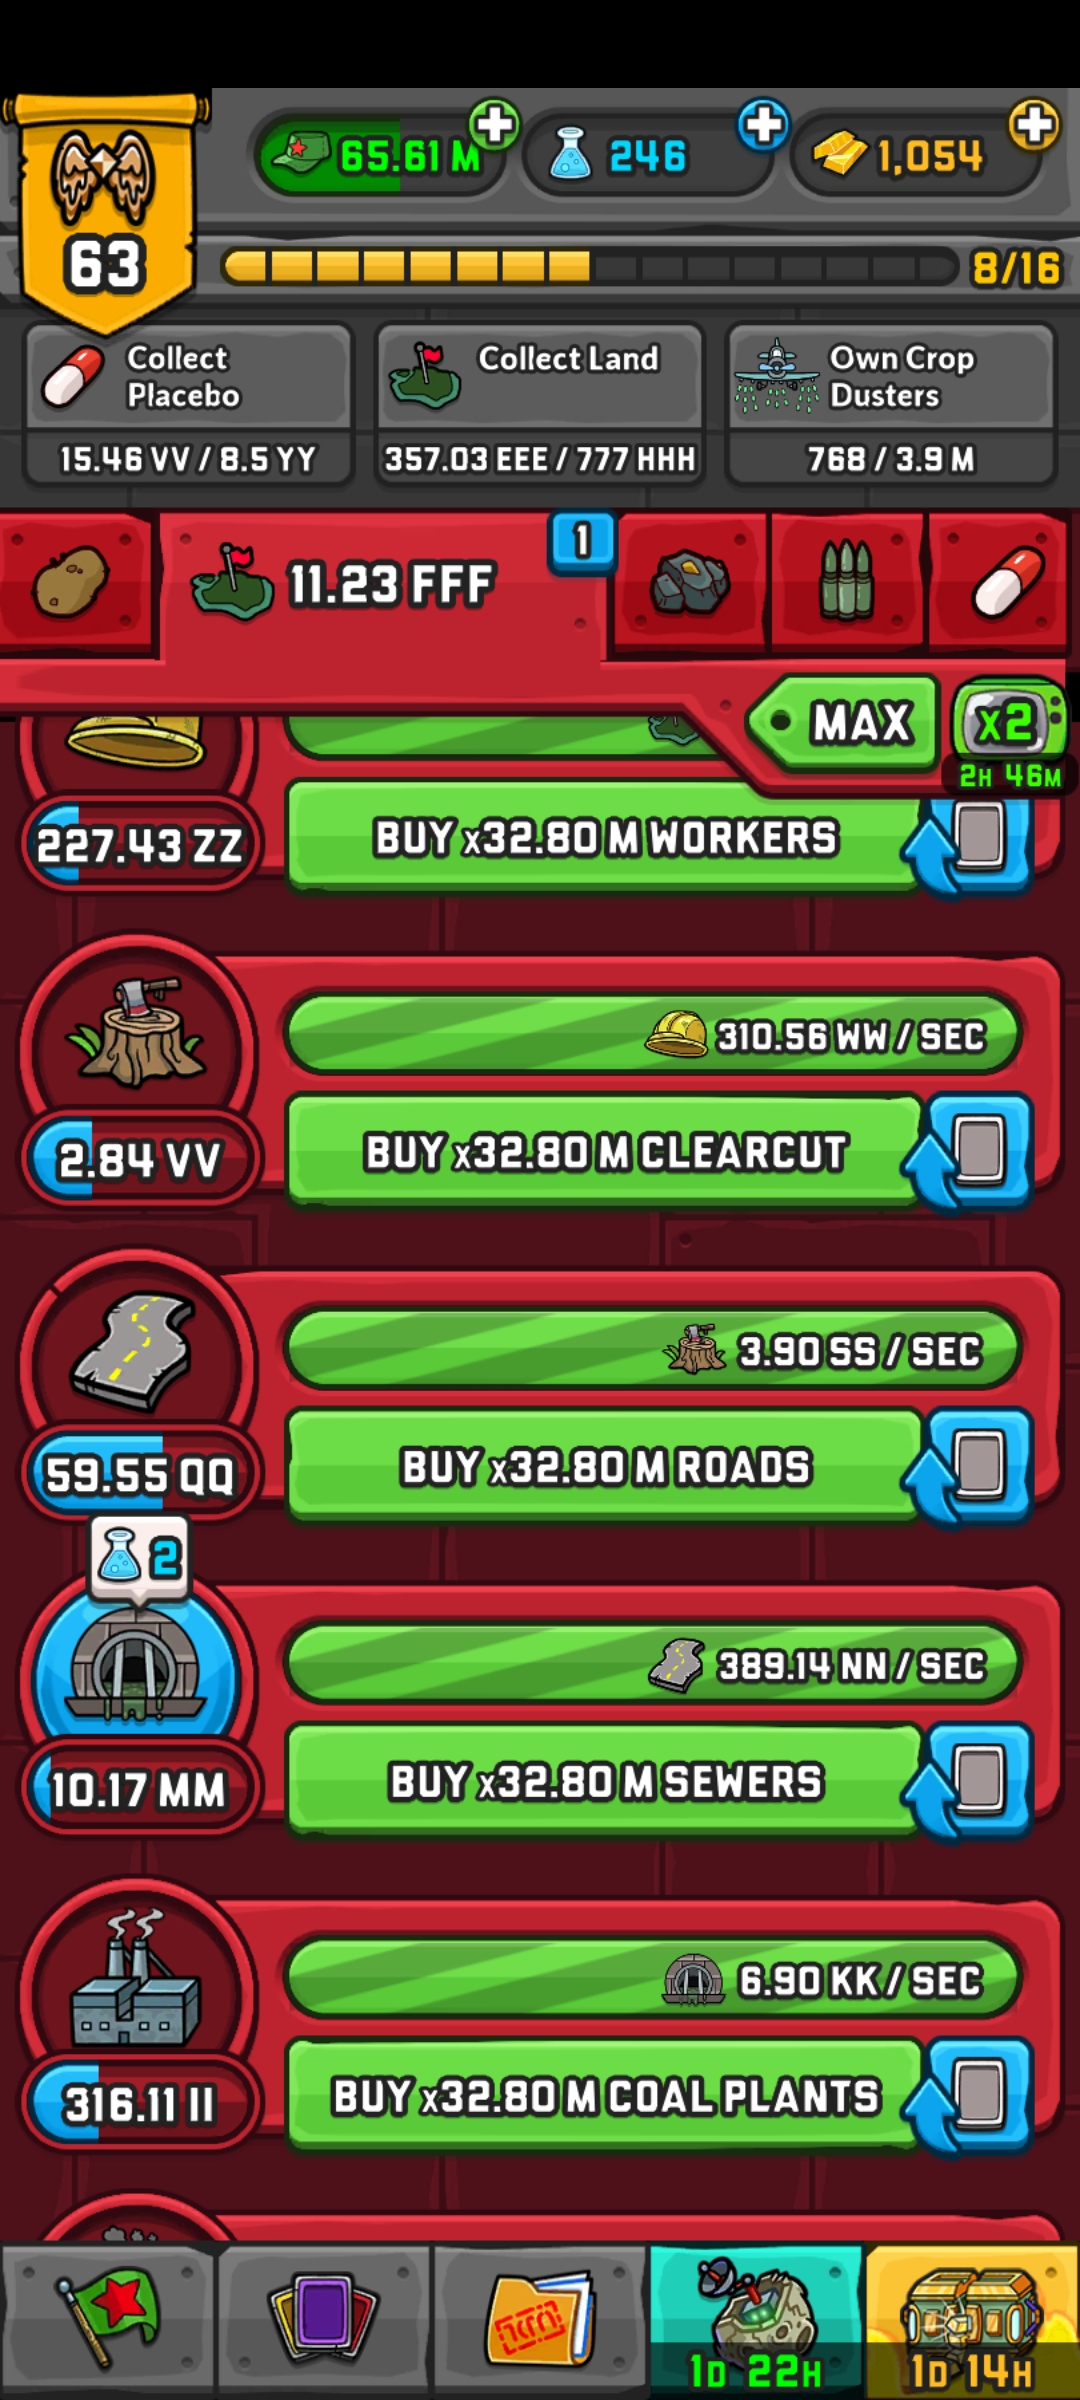 65.61 M
246
1,054
63
8/16
Collect
Placebo
15.46 VV / 8.5 YY
Collect Land
357.03 EEE / 777 HHH
Own Crop
Dusters
768 / 3.9 M
11.23 FFF
1
MAX
X2
2H 46M
227.43 ZZ
BUY x32.80 M WORKERS
310.56 WW / SEC
2.84 VV
BUY x32.80 M CLEARCUT
3.90 SS / SEC
59.55 QQ
BUY x32.80 M ROADS
2
389.14 NN / SEC
10.17 MM
BUY x32.80 M SEWERS
6.90 KK / SEC
316.11 II
BUY x32.80 M COAL PLANTS
1D 22H
1D 14H